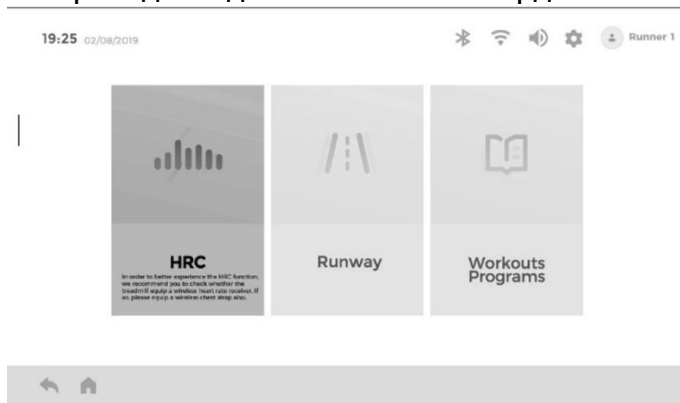 19:25 02/08/2019
Runner 1
HRC
In order to better experience the HRC function,
we recommend you to check whether the
treadmill equip a wireless heart rate receiver. If
so, please equip a wireless chest strap also.
Runway
Workouts
Programs